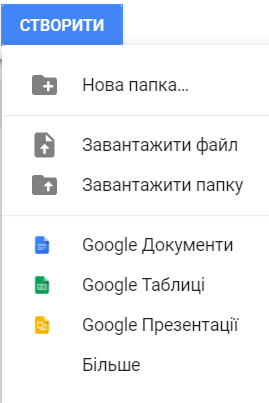 СТВОРИТИ
Нова папка...
Завантажити файл
Завантажити папку
Google Документи
Google Таблиці
Google Презентації
Більше